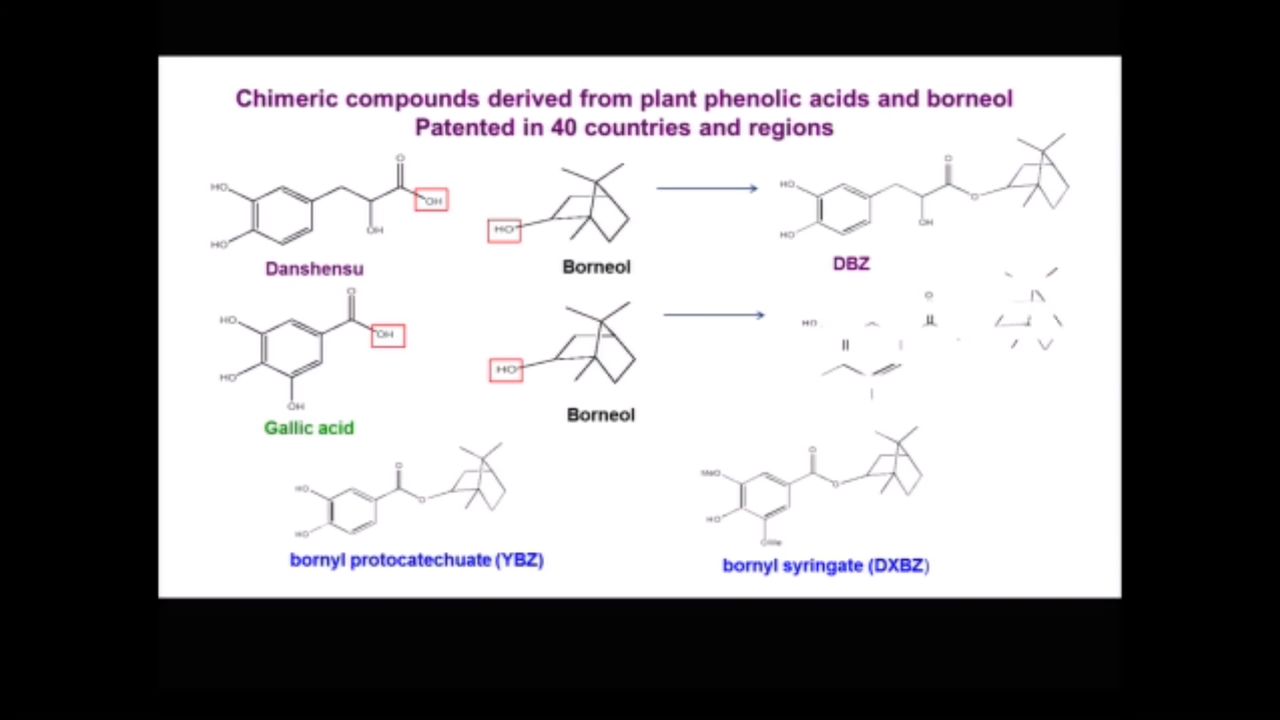 Chimeric compounds derived from plant phenolic acids and borneol
Patented in 40 countries and regions
O
HO
OH
OH
HO
Danshensu
HO
Borneol
O
HO
O
OH
HO
DBZ
O
HO
OH
HO
OH
Gallic acid
HO
Borneol
O
HO
O
HO
O
HO
bornyl protocatechuate (YBZ)
O
MeO
O
HO
OMe
bornyl syringate (DXBZ)